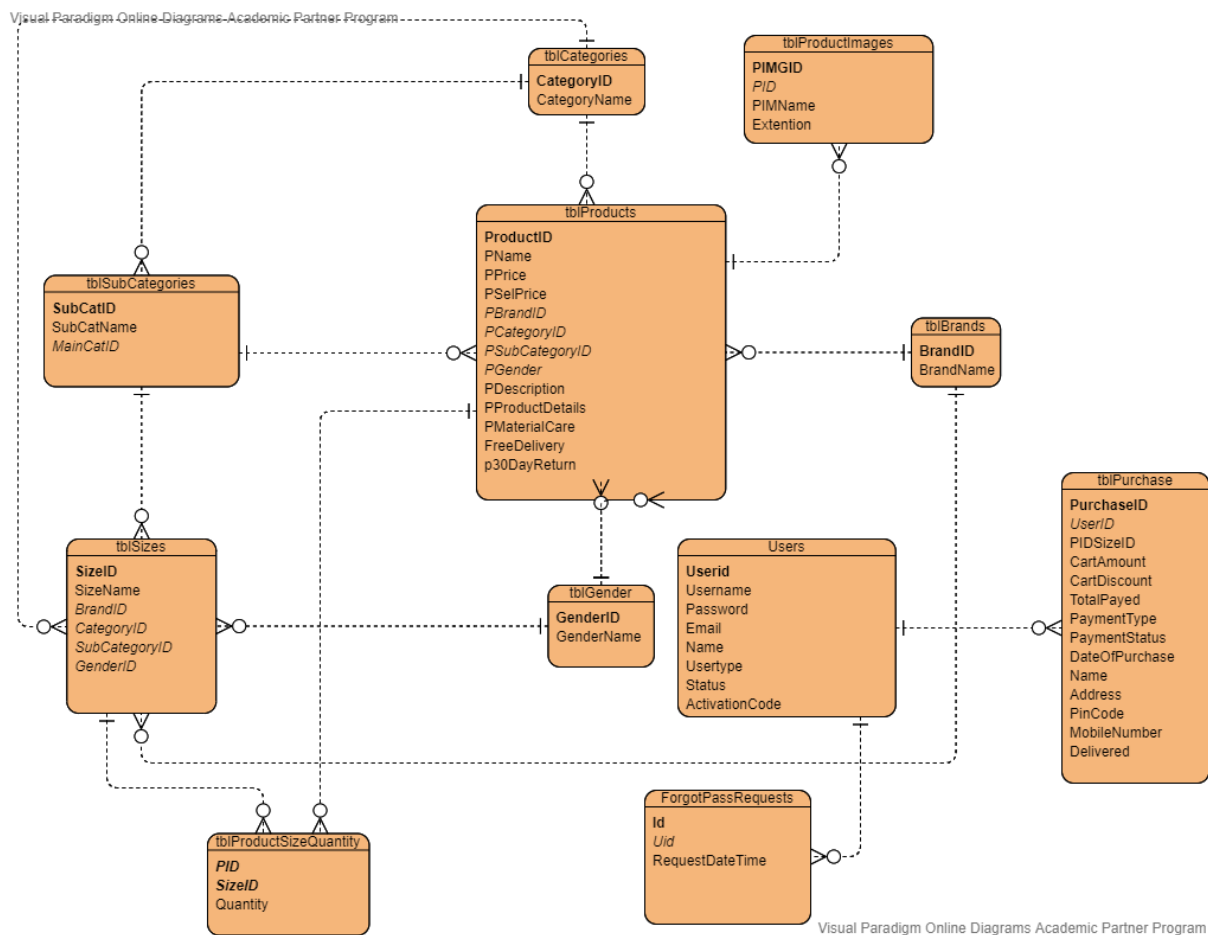 Visual Paradigm Online Diagrams Academic Partner Program
tblCategories
CategoryID
CategoryName
tblProductImages
PIMGID
PID
PIMName
Extention
tblProducts
ProductID
PName
PPrice
PSelPrice
PBrandID
PCategoryID
PSubCategoryID
PGender
PDescription
PProductDetails
PMaterialCare
FreeDelivery
p30DayReturn
tblSubCategories
SubCatID
SubCatName
MainCatID
tblBrands
BrandID
BrandName
tblPurchase
PurchaseID
UserID
PIDSizeID
CartAmount
CartDiscount
TotalPayed
PaymentType
PaymentStatus
DateOfPurchase
Name
Address
PinCode
MobileNumber
Delivered
tblSizes
SizeID
SizeName
BrandID
CategoryID
SubCategoryID
GenderID
tblGender
GenderID
GenderName
Users
Userid
Username
Password
Email
Name
Usertype
Status
ActivationCode
ForgotPassRequests
Id
Uid
RequestDateTime
tblProductSizeQuantity
PID
SizeID
Quantity
Visual Paradigm Online Diagrams Academic Partner Program